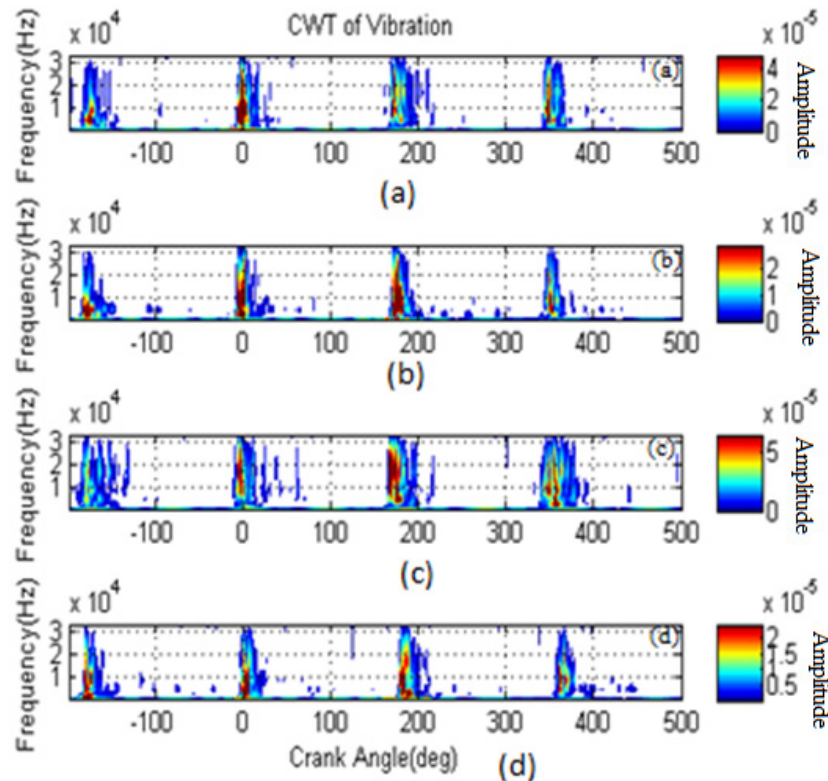 x 10^4 CWT of Vibration x 10^-5
Frequency(Hz) 3 2 1 (a) 4 2 0 Amplitude
-100 0 100 200 300 400 500
(a)
x 10^4 x 10^-5
Frequency(Hz) 3 2 1 (b) 2 1 0 Amplitude
-100 0 100 200 300 400 500
(b)
x 10^4 x 10^-5
Frequency(Hz) 3 2 1 (c) 5 0 Amplitude
-100 0 100 200 300 400 500
(c)
x 10^4 x 10^-5
Frequency(Hz) 3 2 1 (d) 2 1.5 1 0.5 Amplitude
-100 0 100 200 300 400 500
Crank Angle(deg) (d)